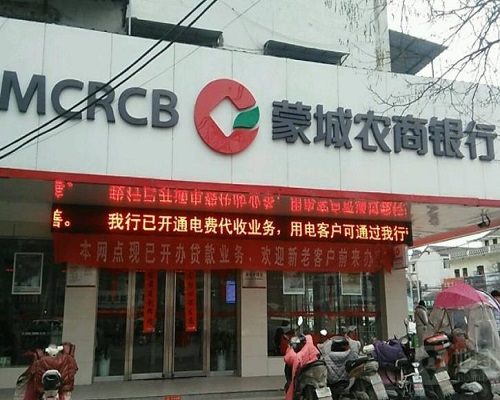 MCRCB 蒙城农商银行
善。 我行已开通电费代收业务,用电客户可通过我行
本网点现已开办贷款业务、欢迎新老客户前来办